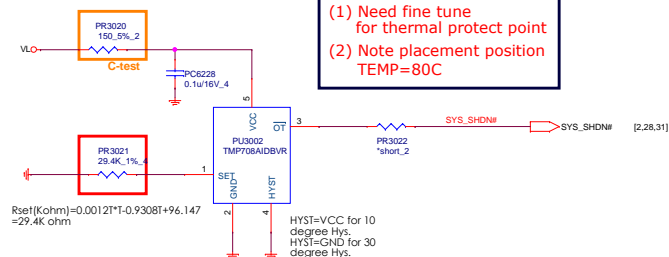 (1) Need fine tune
for thermal protect point
(2) Note placement position
TEMP=80C
PR3020
150_5%_2
VL
C-test
PC6228
0.1u/16V_4
5
VCC
OT
3
SYS_SHDN#
SYS_SHDN#
[2,28,31]
PR3022
*short_2
PU3002
TMP708AIDBVR
PR3021
29.4K_1%_4
1
SET
GND
HYST
2
4
Rset(Kohm)=0.0012T*T-0.9308T+96.147
=29.4K ohm
HYST=VCC for 10
degree Hys.
HYST=GND for 30
degree Hys.